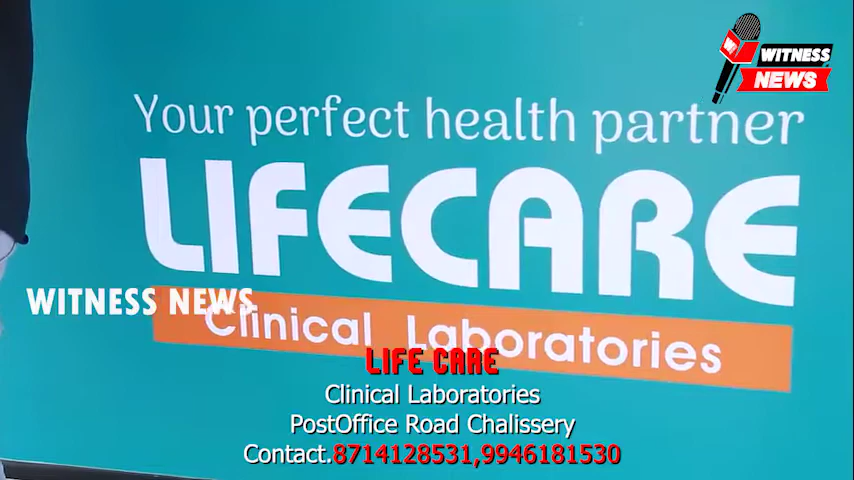 WITNESS
NEWS
Your perfect health partner
LIFECARE
WITNESS NEWS
Clinical Laboratories
LIFE CARE
Clinical Laboratories
PostOffice Road Chalissery
Contact.8714128531,9946181530